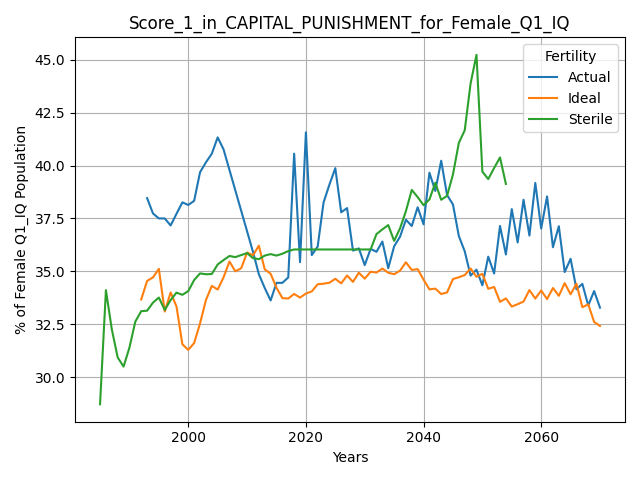 Score_1_in_CAPITAL_PUNISHMENT_for_Female_Q1_IQ
% of Female Q1_IQ Population
45.0
42.5
40.0
37.5
35.0
32.5
30.0
Fertility
Actual
Ideal
Sterile
2000
2020
2040
2060
Years